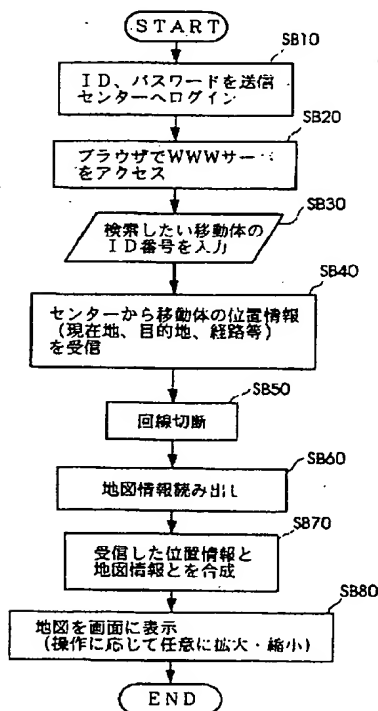 START
SB10
ID、パスワードを送信
センターへログイン
SB20
ブラウザでWWWサー
をアクセス
SB30
検索したい移動体の
ID番号を入力
SB40
センターから移動体の位置情報
(現在地、目的地、経路等)
を受信
SB50
回線切断
SB60
地図情報読み出し
SB70
受信した位置情報と
地図情報とを合成
SB80
地図を画面に表示
(操作に応じて任意に拡大・縮小)
END